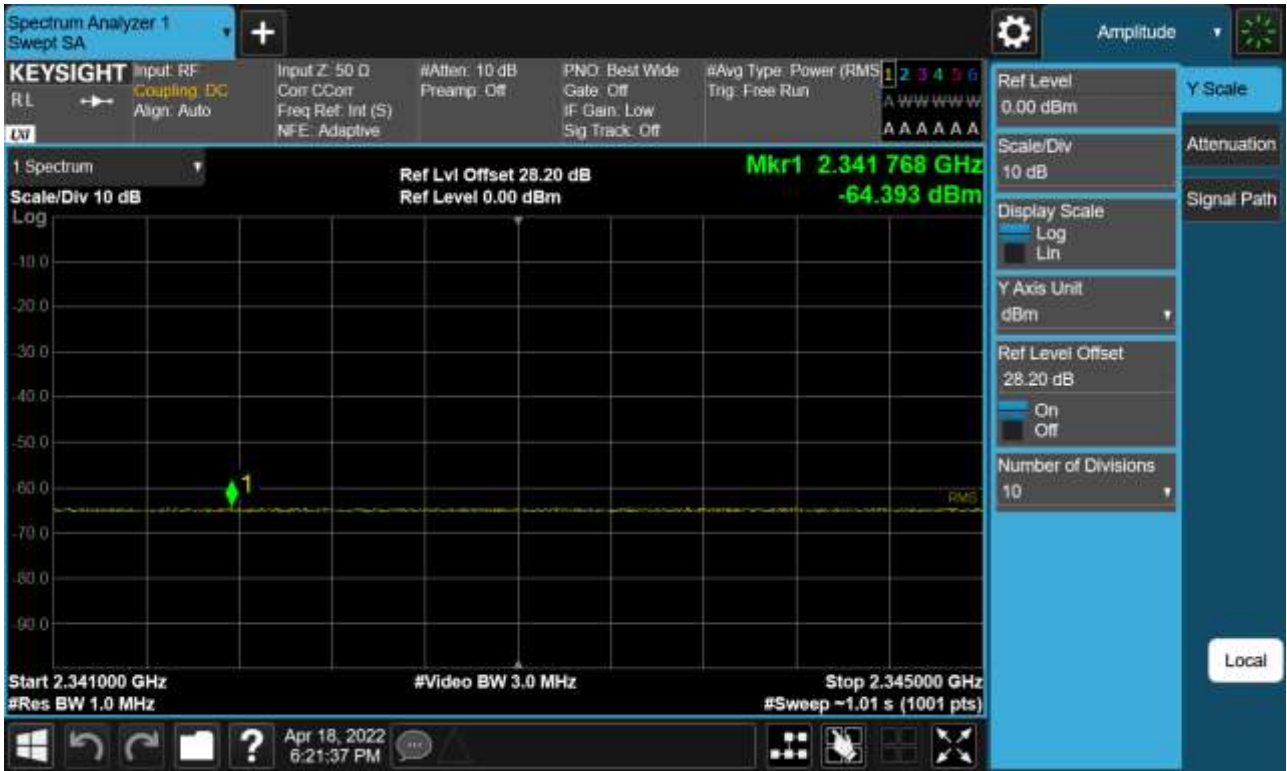 Spectrum Analyzer 1
Swept SA
+
Amplitude
KEYSIGHT
RL
LXI
Input: RF
Coupling: DC
Align: Auto
Input Z: 50 Ω
Corr CCorr
Freq Ref: Int (S)
NFE: Adaptive
#Atten: 10 dB
Preamp: Off
PNO: Best Wide
Gate: Off
IF Gain: Low
Sig Track: Off
#Avg Type: Power (RMS
Trig: Free Run
1 2 3 4 5 6
A W W W W W
A A A A A A
1 Spectrum
Scale/Div 10 dB
Ref Lvl Offset 28.20 dB
Ref Level 0.00 dBm
Mkr1 2.341 768 GHz
-64.393 dBm
Log
-10.0
-20.0
-30.0
-40.0
-50.0
-60.0
-70.0
-80.0
-90.0
1
RMS
Start 2.341000 GHz
#Res BW 1.0 MHz
#Video BW 3.0 MHz
Stop 2.345000 GHz
#Sweep ~1.01 s (1001 pts)
Ref Level
0.00 dBm
Scale/Div
10 dB
Display Scale
Log
Lin
Y Axis Unit
dBm
Ref Level Offset
28.20 dB
On
Off
Number of Divisions
10
Y Scale
Attenuation
Signal Path
Local
?
Apr 18, 2022
6:21:37 PM